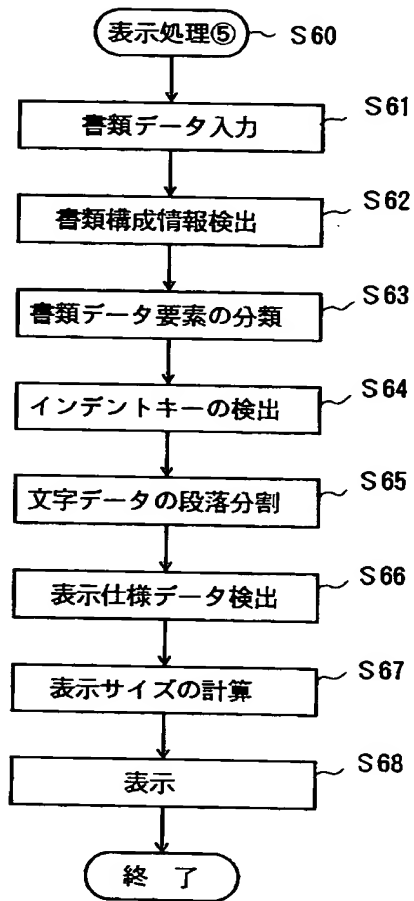 表示処理⑤ S60
書類データ入力 S61
書類構成情報検出 S62
書類データ要素の分類 S63
インデントキーの検出 S64
文字データの段落分割 S65
表示仕様データ検出 S66
表示サイズの計算 S67
表示 S68
終 了